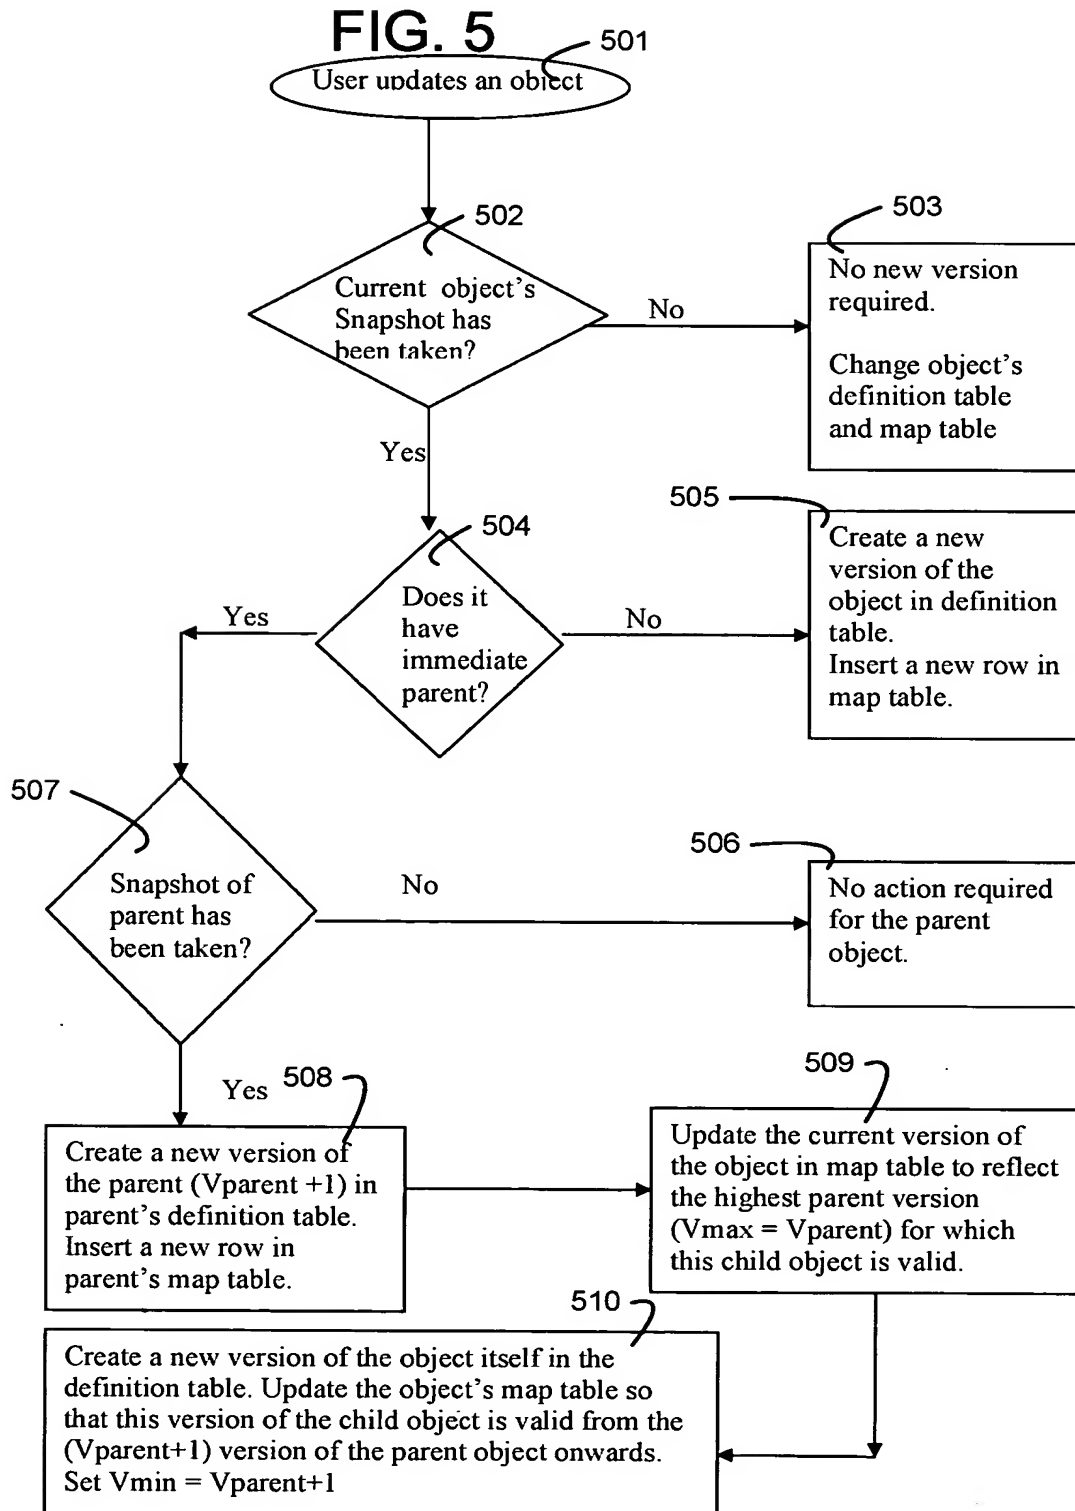 FIG. 5
501
User updates an object
502
Current object's
Snapshot has
been taken?
No
503
No new version
required.
Change object's
definition table
and map table
Yes
504
Does it
have
immediate
parent?
Yes
No
505
Create a new
version of the
object in definition
table.
Insert a new row in
map table.
507
Snapshot of
parent has
been taken?
No
506
No action required
for the parent
object.
Yes
508
Create a new version of
the parent (Vparent +1) in
parent's definition table.
Insert a new row in
parent's map table.
509
Update the current version of
the object in map table to reflect
the highest parent version
(Vmax = Vparent) for which
this child object is valid.
510
Create a new version of the object itself in the
definition table. Update the object's map table so
that this version of the child object is valid from the
(Vparent+1) version of the parent object onwards.
Set Vmin = Vparent+1